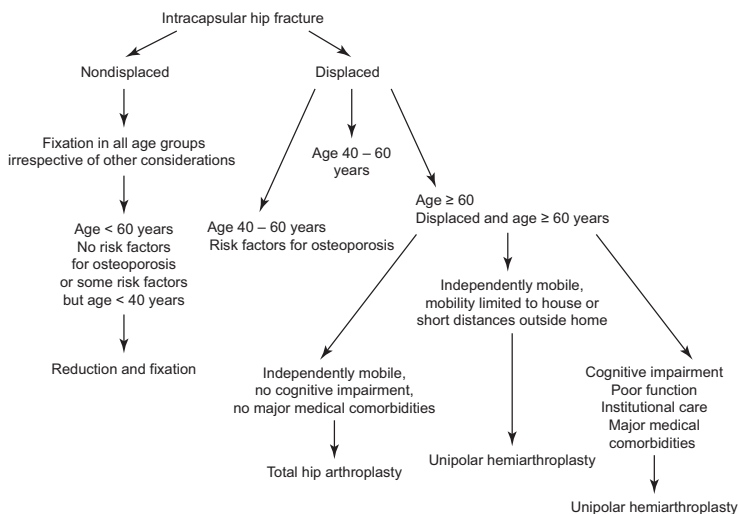 Intracapsular hip fracture
Nondisplaced
Displaced
Fixation in all age groups
irrespective of other considerations
Age 40 – 60
years
Age < 60 years
No risk factors
for osteoporosis
or some risk factors
but age < 40 years
Age 40 – 60 years
Risk factors for osteoporosis
Age ≥ 60
Displaced and age ≥ 60 years
Reduction and fixation
Independently mobile,
no cognitive impairment,
no major medical comorbidities
Independently mobile,
mobility limited to house or
short distances outside home
Cognitive impairment
Poor function
Institutional care
Major medical
comorbidities
Total hip arthroplasty
Unipolar hemiarthroplasty
Unipolar hemiarthroplasty